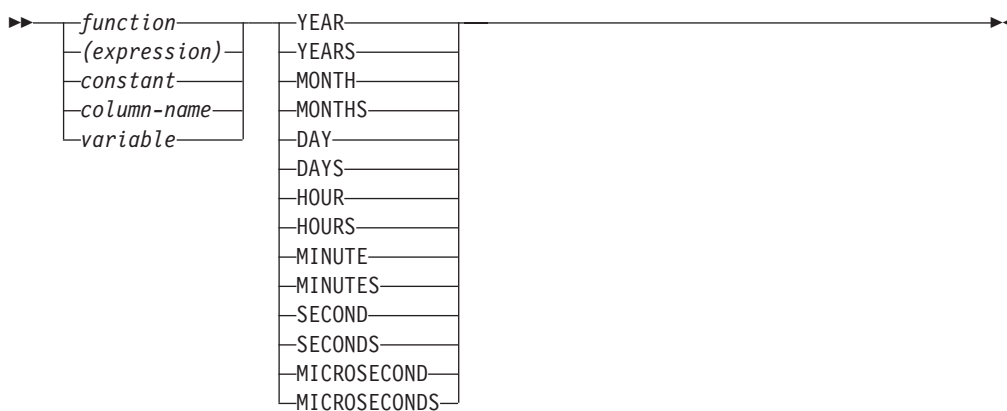 function YEAR
(expression) YEARS
constant MONTH
column-name MONTHS
variable DAY
DAYS
HOUR
HOURS
MINUTE
MINUTES
SECOND
SECONDS
MICROSECOND
MICROSECONDS